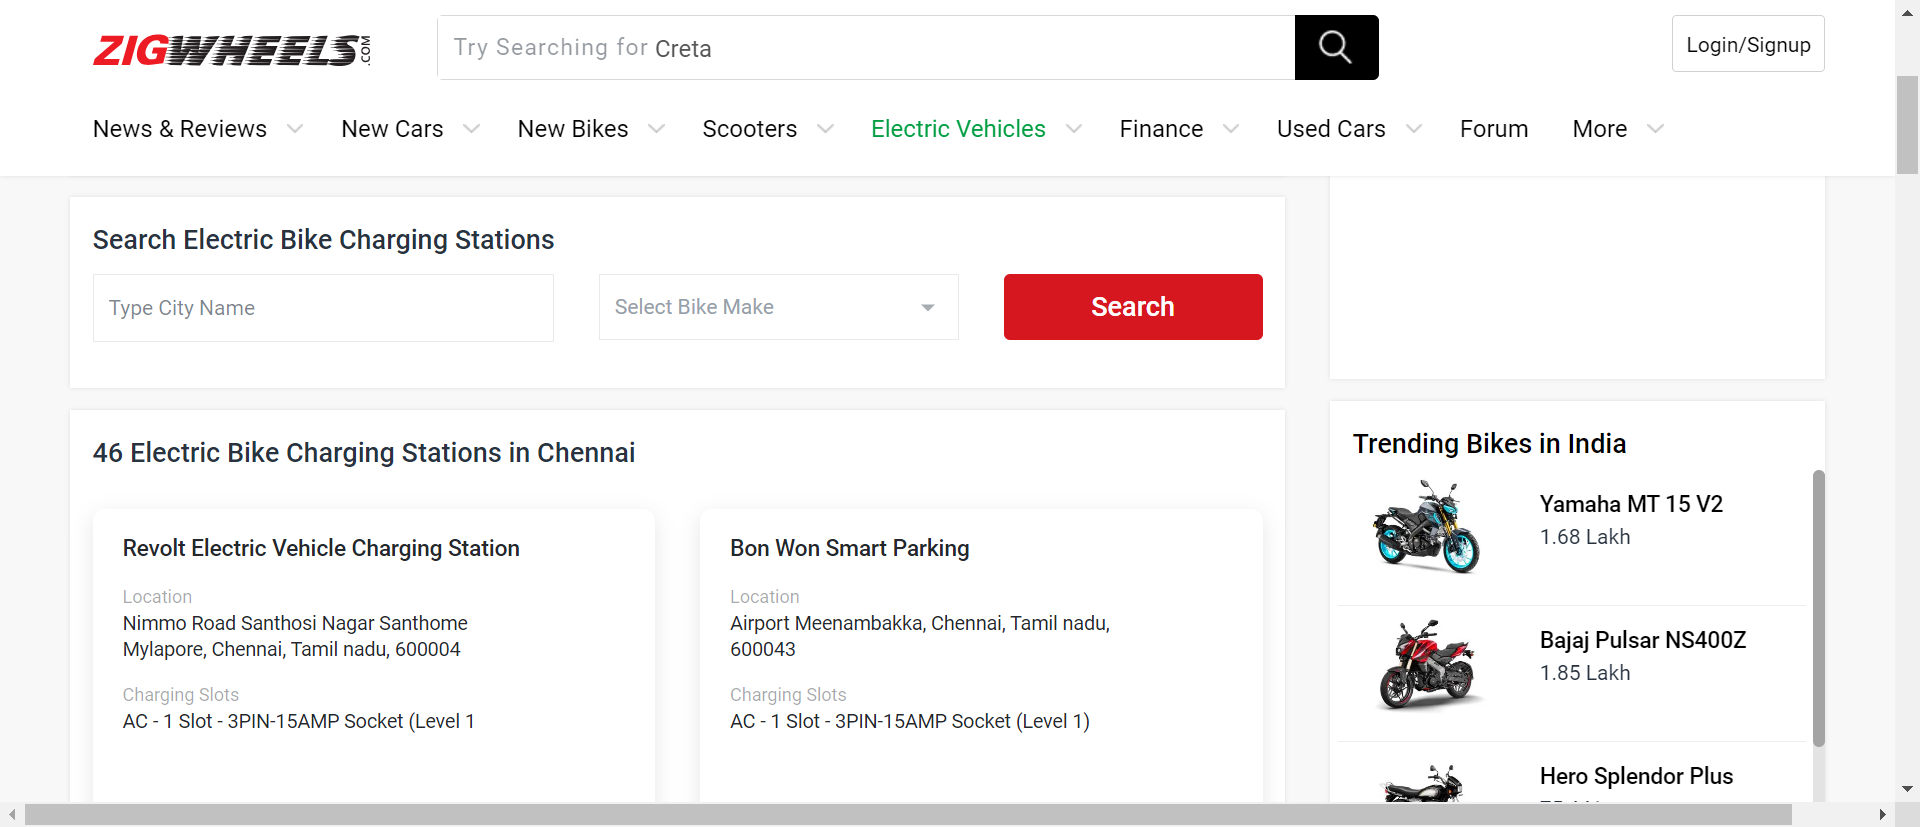 ZIGWHEELS.COM
Try Searching for Creta
Login/Signup
News & Reviews
New Cars
New Bikes
Scooters
Electric Vehicles
Finance
Used Cars
Forum
More
Search Electric Bike Charging Stations
Type City Name
Select Bike Make
Search
46 Electric Bike Charging Stations in Chennai
Revolt Electric Vehicle Charging Station
Location
Nimmo Road Santhosi Nagar Santhome
Mylapore, Chennai, Tamil nadu, 600004
Charging Slots
AC - 1 Slot - 3PIN-15AMP Socket (Level 1
Bon Won Smart Parking
Location
Airport Meenambakka, Chennai, Tamil nadu,
600043
Charging Slots
AC - 1 Slot - 3PIN-15AMP Socket (Level 1)
Trending Bikes in India
Yamaha MT 15 V2
1.68 Lakh
Bajaj Pulsar NS400Z
1.85 Lakh
Hero Splendor Plus